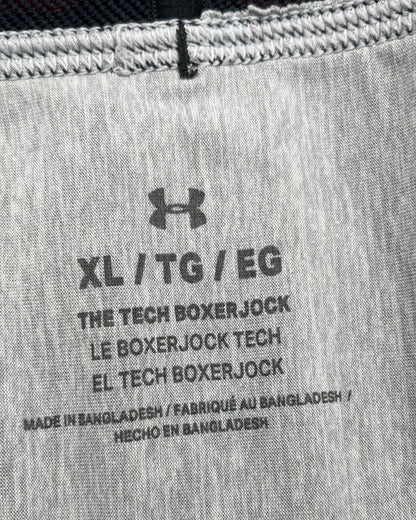 XL / TG / EG
THE TECH BOXERJOCK
LE BOXERJOCK TECH
EL TECH BOXERJOCK
MADE IN BANGLADESH / FABRIQUÉ AU BANGLADESH /
HECHO EN BANGLADESH